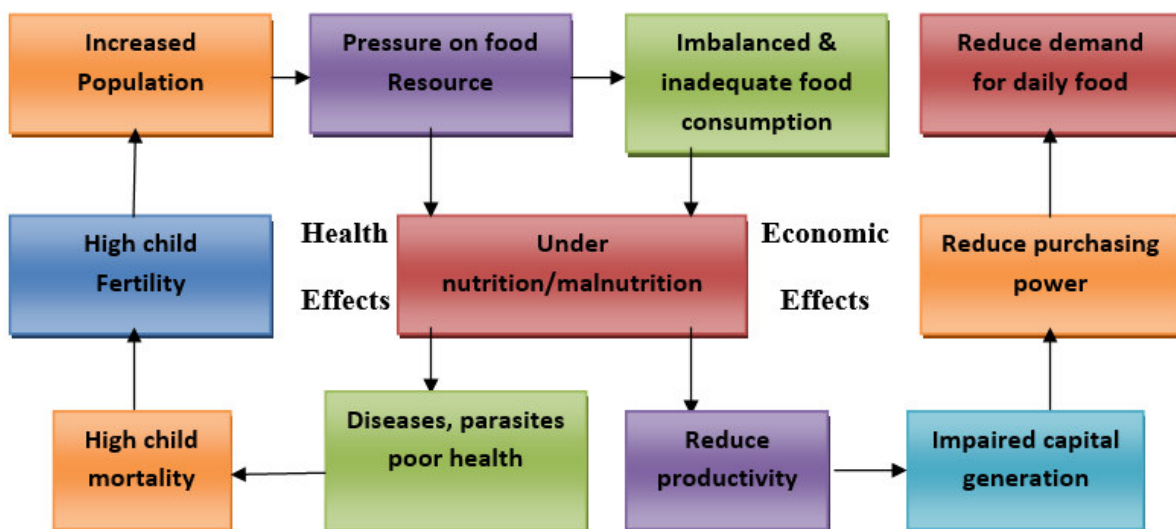 Increased
Population
Pressure on food
Resource
Imbalanced &
inadequate food
consumption
Reduce demand
for daily food
High child
Fertility
Health
Effects
Under
nutrition/malnutrition
Economic
Effects
Reduce purchasing
power
High child
mortality
Diseases, parasites
poor health
Reduce
productivity
Impaired capital
generation